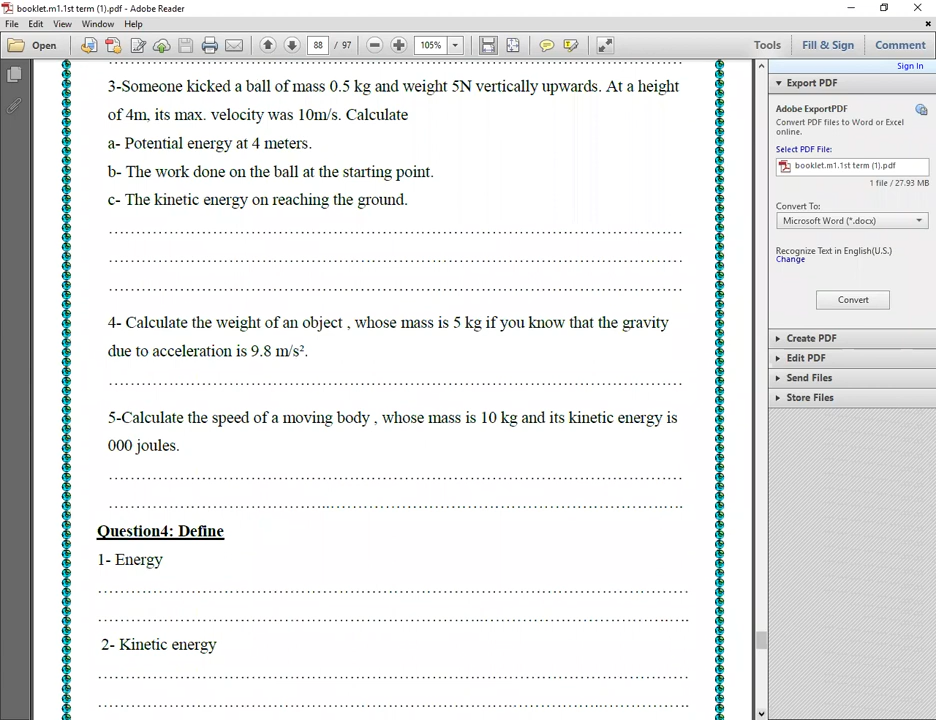 booklet.m1.1st term (1).pdf - Adobe Reader
File Edit View Window Help
Open 88 / 97 105% Tools Fill & Sign Comment
Sign In
3-Someone kicked a ball of mass 0.5 kg and weight 5N vertically upwards. At a height
of 4m, its max. velocity was 10m/s. Calculate
a- Potential energy at 4 meters.
b- The work done on the ball at the starting point.
c- The kinetic energy on reaching the ground.
4- Calculate the weight of an object , whose mass is 5 kg if you know that the gravity
due to acceleration is 9.8 m/s².
5-Calculate the speed of a moving body , whose mass is 10 kg and its kinetic energy is
000 joules.
Question4: Define
1- Energy
2- Kinetic energy
Export PDF
Adobe ExportPDF
Convert PDF files to Word or Excel
online.
Select PDF File:
booklet.m1.1st term (1).pdf
1 file / 27.93 MB
Convert To:
Microsoft Word (*.docx)
Recognize Text in English(U.S.)
Change
Convert
Create PDF
Edit PDF
Send Files
Store Files